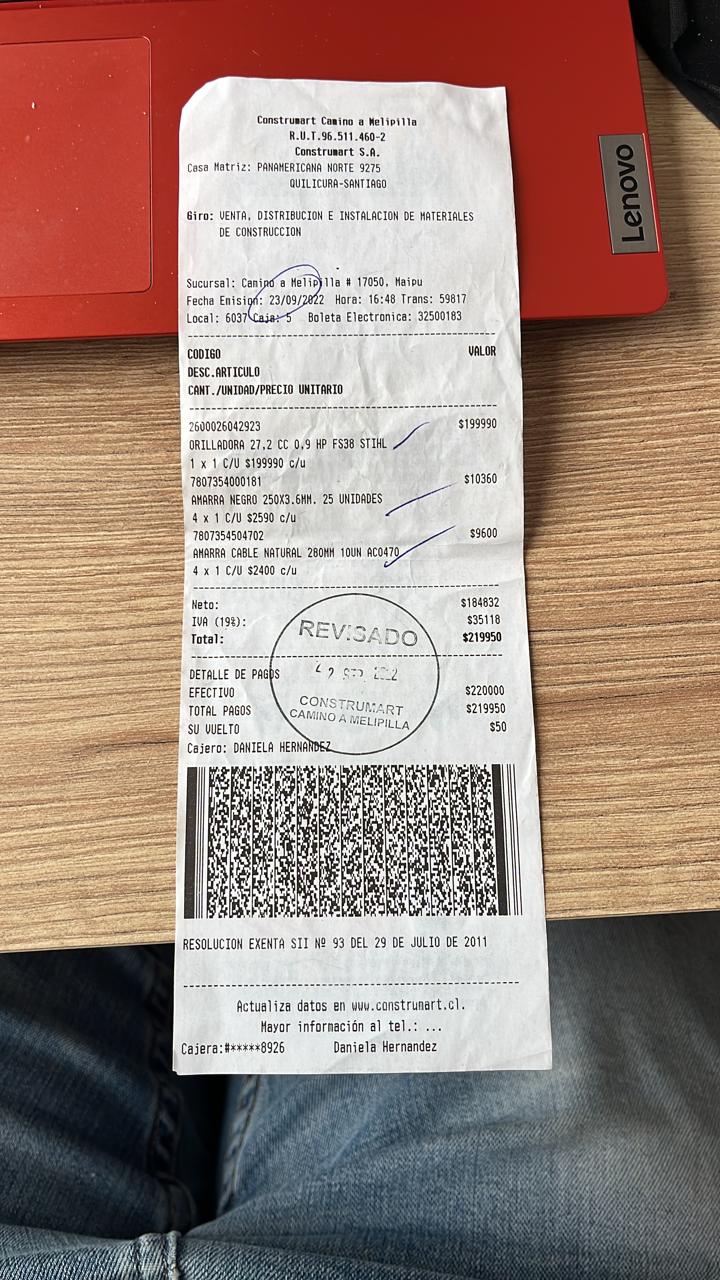 Lenovo
Construmart Camino a Melipilla
R.U.T.96.511.460-2
Construmart S.A.
Casa Matriz: PANAMERICANA NORTE 9275
QUILICURA-SANTIAGO
Giro: VENTA, DISTRIBUCION E INSTALACION DE MATERIALES
DE CONSTRUCCION
Sucursal: Camino a Melipilla # 17050, Maipu
Fecha Emision: 23/09/2022 Hora: 16:48 Trans: 59817
Local: 6037 Caja: 5 Boleta Electronica: 32500183
CODIGO VALOR
DESC.ARTICULO
CANT./UNIDAD/PRECIO UNITARIO
2600026042923 $199990
ORILLADORA 27,2 CC 0,9 HP FS38 STIHL
1 x 1 C/U $199990 c/u
7807354000181 $10360
AMARRA NEGRO 250X3.6MM. 25 UNIDADES
4 x 1 C/U $2590 c/u
7807354504702 $9600
AMARRA CABLE NATURAL 280MM 10UN AC0470
4 x 1 C/U $2400 c/u
Neto: $184832
IVA (19%): $35118
Total: $219950
REVISADO
CONSTRUMART
CAMINO A MELIPILLA
DETALLE DE PAGOS
EFECTIVO $220000
TOTAL PAGOS $219950
SU VUELTO $50
Cajero: DANIELA HERNANDEZ
RESOLUCION EXENTA SII Nº 93 DEL 29 DE JULIO DE 2011
Actualiza datos en www.construmart.cl.
Mayor información al tel.: ...
Cajera:#*****8926 Daniela Hernandez